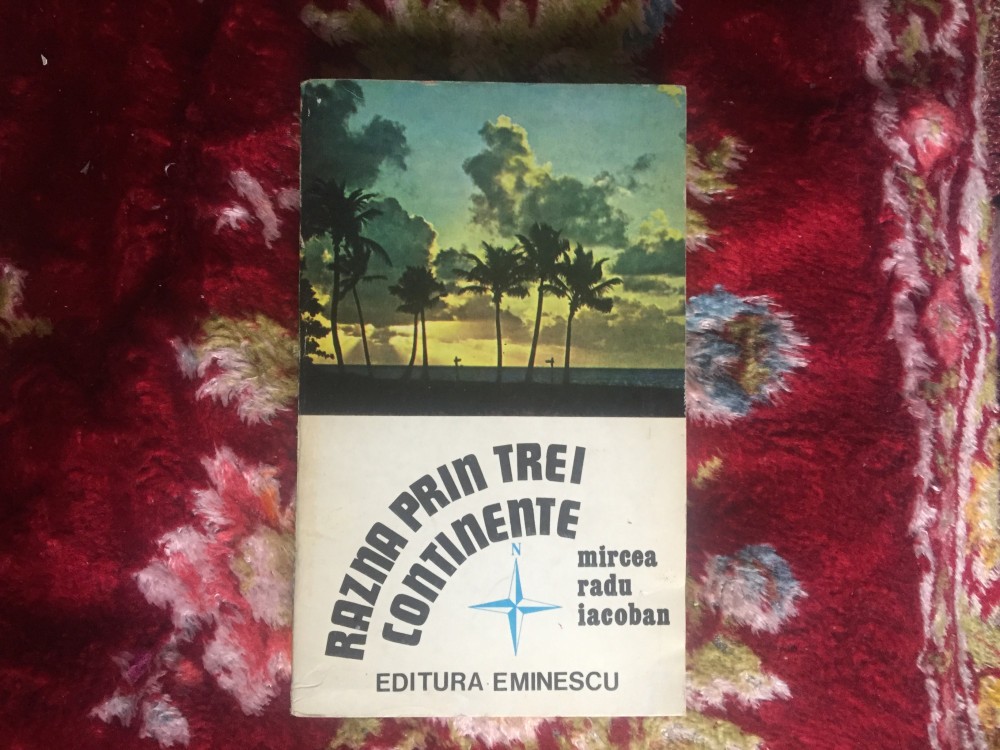 RAZNA PRIN TREI
CONTINENTE
N
mircea
radu
iacoban
EDITURA EMINESCU